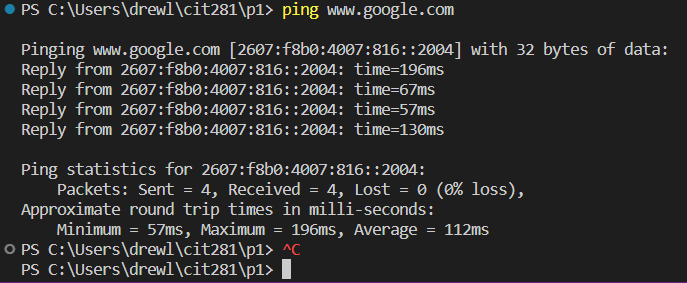 PS C:\Users\drewl\cit281\p1> ping www.google.com
Pinging www.google.com [2607:f8b0:4007:816::2004] with 32 bytes of data:
Reply from 2607:f8b0:4007:816::2004: time=196ms
Reply from 2607:f8b0:4007:816::2004: time=67ms
Reply from 2607:f8b0:4007:816::2004: time=57ms
Reply from 2607:f8b0:4007:816::2004: time=130ms
Ping statistics for 2607:f8b0:4007:816::2004:
    Packets: Sent = 4, Received = 4, Lost = 0 (0% loss),
Approximate round trip times in milli-seconds:
    Minimum = 57ms, Maximum = 196ms, Average = 112ms
PS C:\Users\drewl\cit281\p1> ^C
PS C:\Users\drewl\cit281\p1>